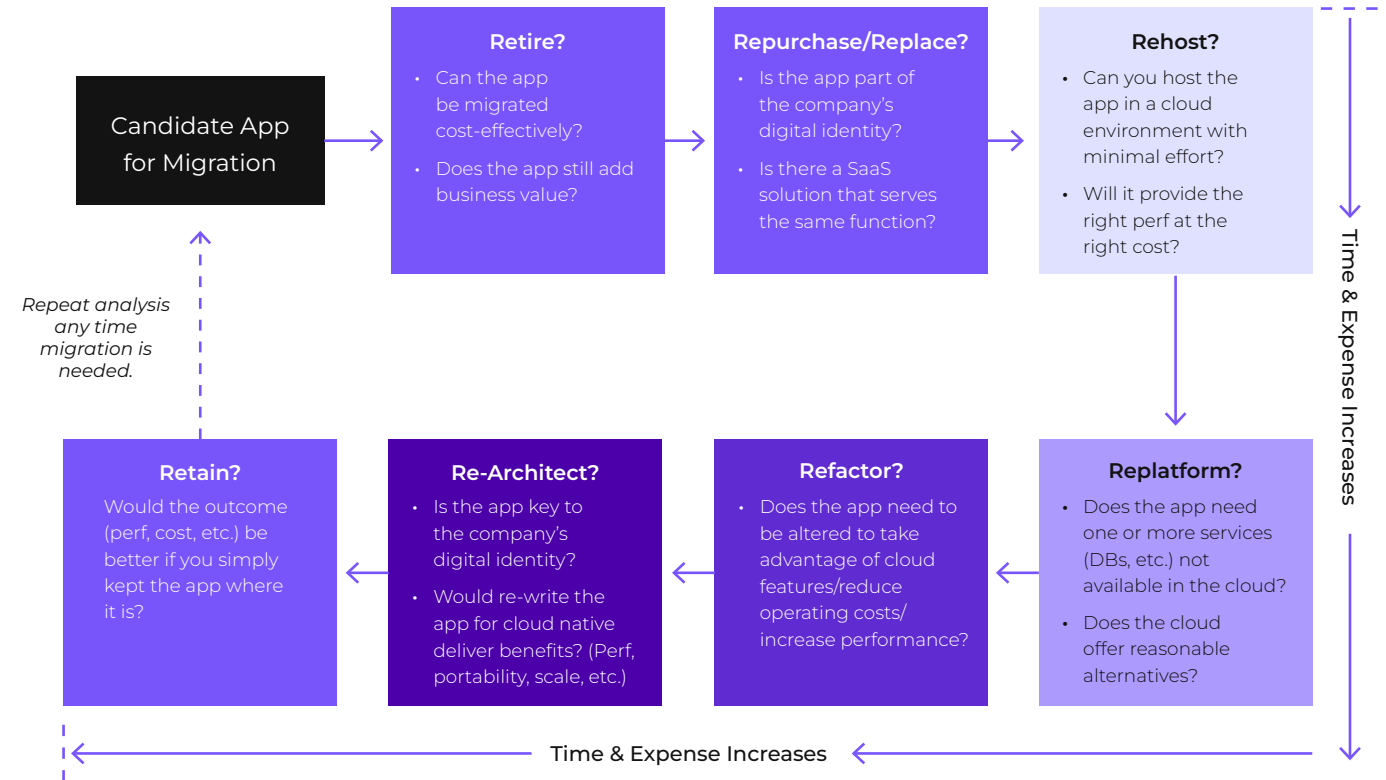 Candidate App
for Migration
Retire?
• Can the app
be migrated
cost-effectively?
• Does the app still add
business value?
Repurchase/Replace?
• Is the app part of
the company’s
digital identity?
• Is there a SaaS
solution that serves
the same function?
Rehost?
• Can you host the
app in a cloud
environment with
minimal effort?
• Will it provide the
right perf at the
right cost?
Time & Expense Increases
Replatform?
• Does the app need
one or more services
(DBs, etc.) not
available in the cloud?
• Does the cloud
offer reasonable
alternatives?
Refactor?
• Does the app need to
be altered to take
advantage of cloud
features/reduce
operating costs/
increase performance?
Re-Architect?
• Is the app key to
the company’s
digital identity?
• Would re-write the
app for cloud native
deliver benefits? (Perf,
portability, scale, etc.)
Retain?
Would the outcome
(perf, cost, etc.) be
better if you simply
kept the app where
it is?
Repeat analysis
any time
migration is
needed.
Time & Expense Increases